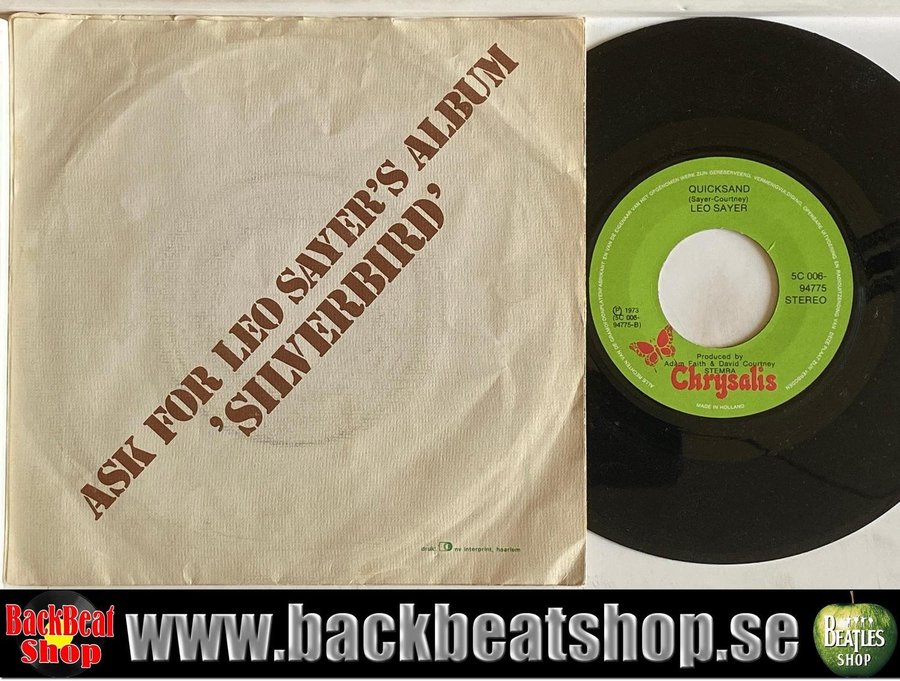 ASK FOR LEO SAYER'S ALBUM
'SILVERBIRD'
druk: nv interprint, haarlem
QUICKSAND
(Sayer-Courtney)
LEO SAYER
5C 006-
94775
STEREO
Ⓟ 1973
(5C 006-
94775-B)
Produced by
Adam Faith & David Courtney
STEMRA
Chrysalis
MADE IN HOLLAND
BackBeat
Shop
www.backbeatshop.se
BEATLES
SHOP